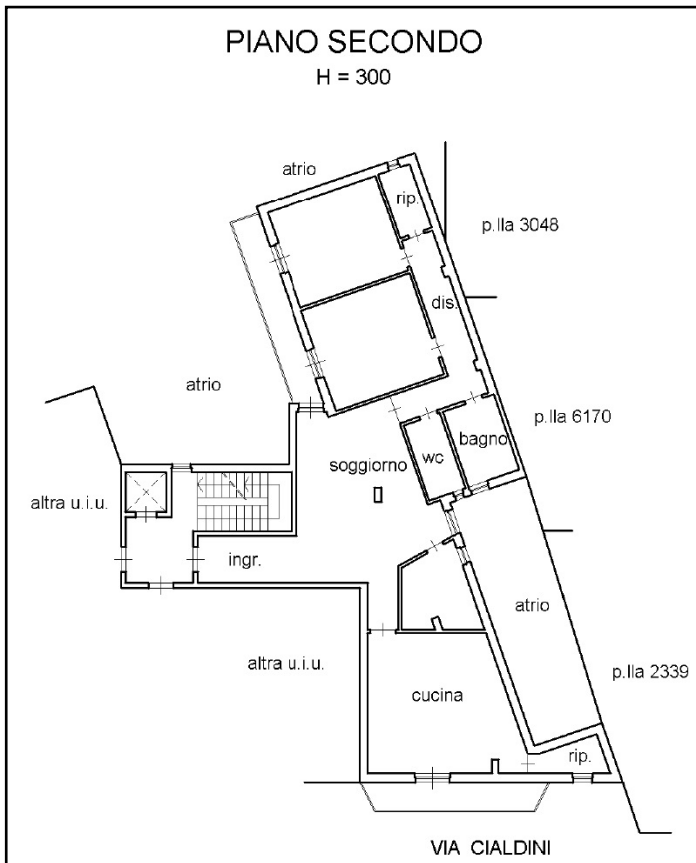 PIANO SECONDO
H = 300
atrio
rip.
p.lla 3048
dis.
atrio
p.lla 6170
bagno
wc
soggiorno
altra u.i.u.
ingr.
atrio
altra u.i.u.
p.lla 2339
cucina
rip.
VIA CIALDINI